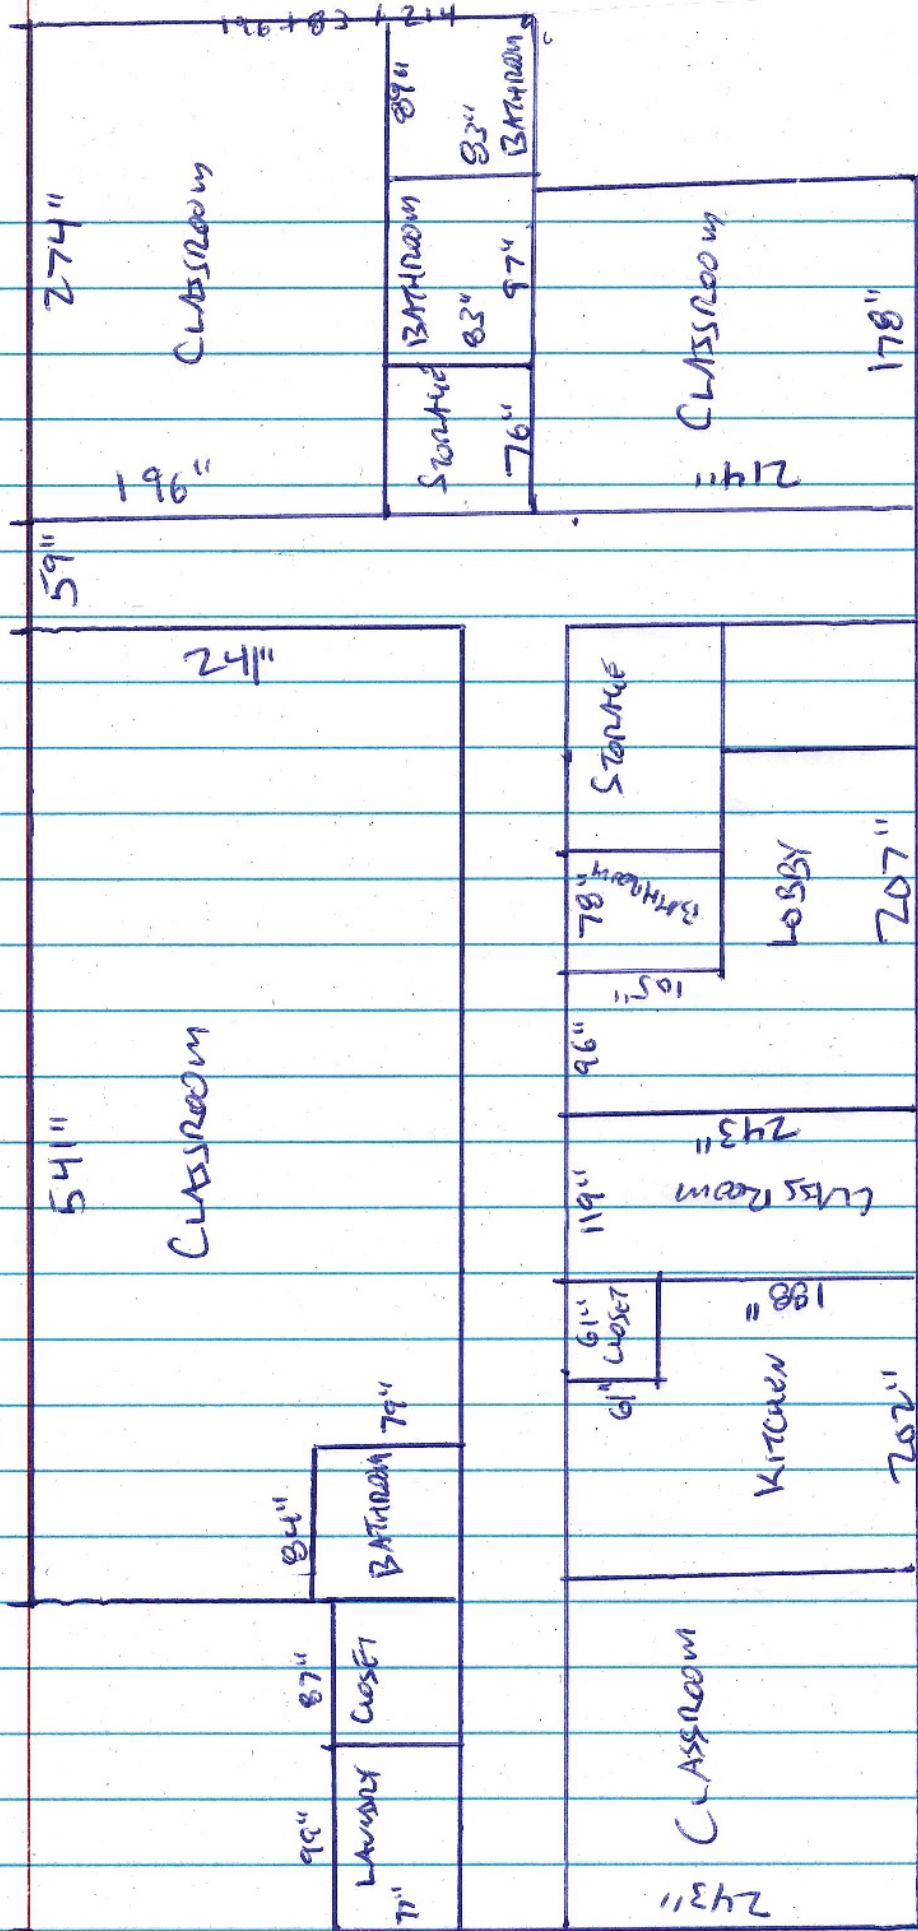 196 + 83 + 214
274"
CLASSROOM
196"
89"
83"
BATHROOM
BATHROOM
83"
97"
STORAGE
76"
CLASSROOM
178"
214"
59"
241"
541"
CLASSROOM
84"
BATHROOM
79"
87"
CLOSET
99"
LAUNDRY
77"
STORAGE
78"
BATHROOM
105"
LOBBY
207"
96"
243"
119"
CLASSROOM
61"
CLOSET
61"
188"
KITCHEN
202"
CLASSROOM
243"